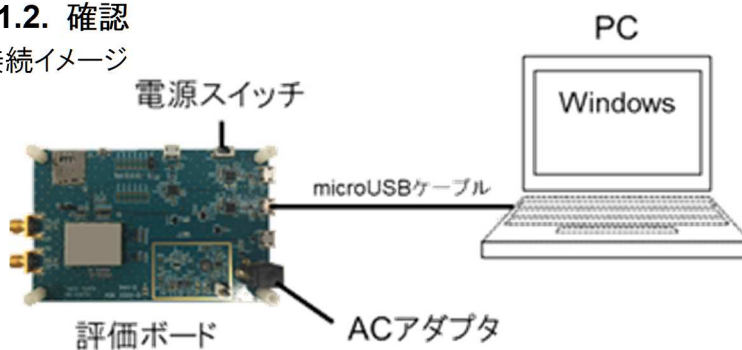 1.2. 確認
続イメージ
PC
電源スイッチ
Windows
microUSBケーブル
評価ボード
ACアダプタ